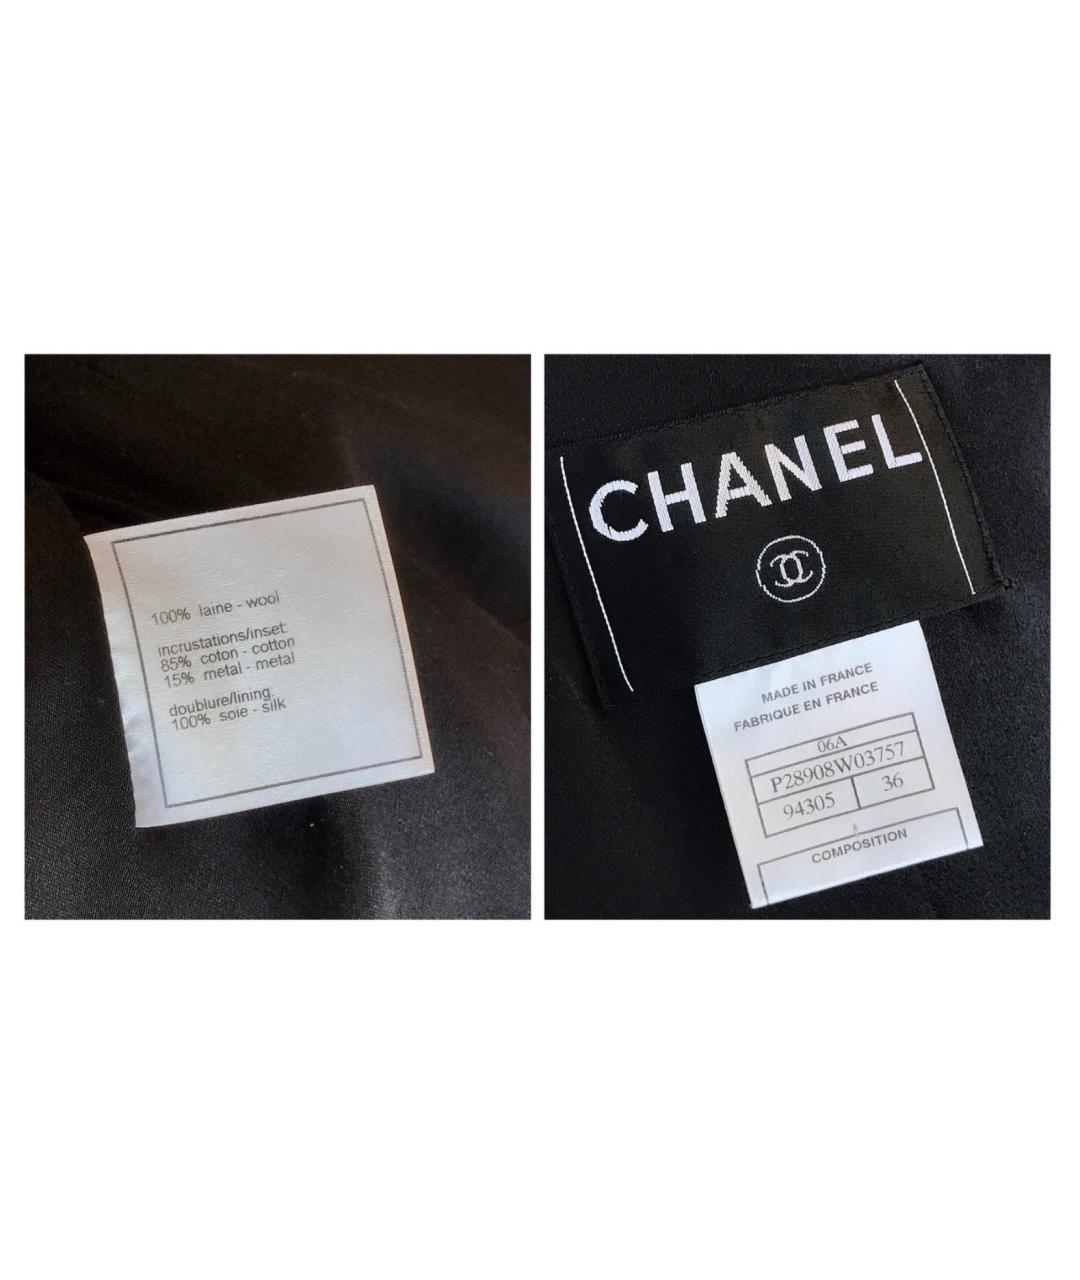 100% laine - wool
incrustations/inset:
85% coton - cotton
15% metal - metal
doublure/lining:
100% soie - silk
CHANEL
MADE IN FRANCE
FABRIQUE EN FRANCE
06A
P28908W03757
94305 36
COMPOSITION